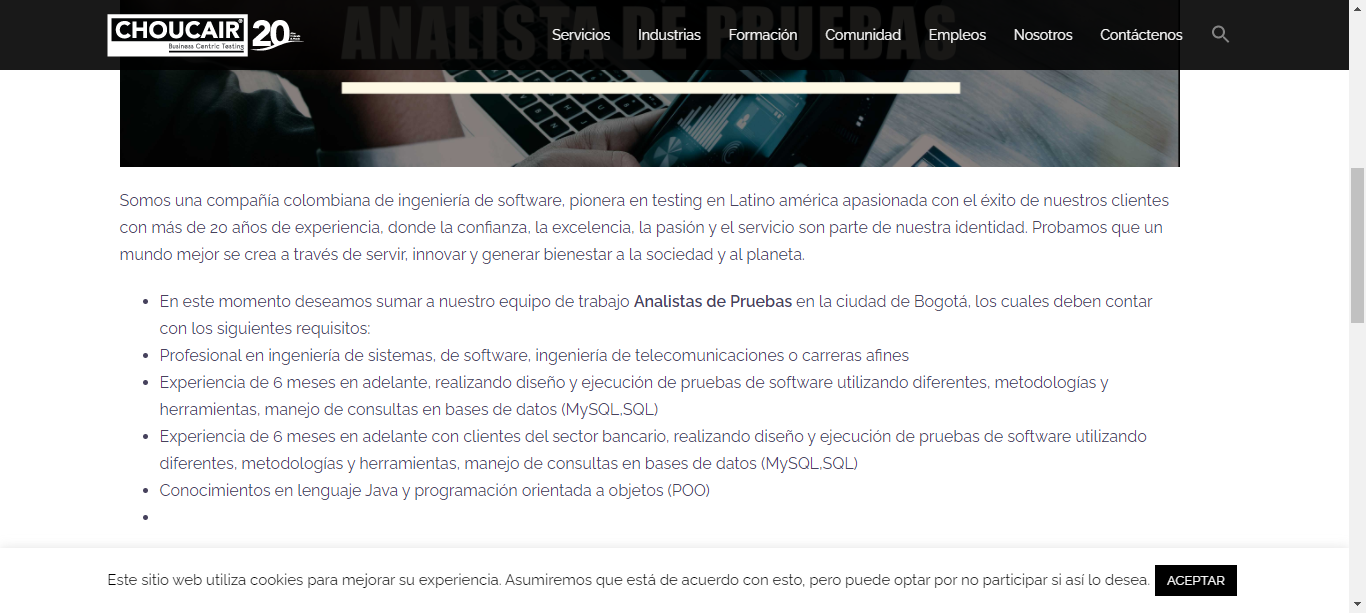 CHOUCAIR
Business Centric Testing
20
Servicios Industrias Formación Comunidad Empleos Nosotros Contáctenos
ANALISTA DE PRUEBAS
Somos una compañía colombiana de ingeniería de software, pionera en testing en Latino américa apasionada con el éxito de nuestros clientes
con más de 20 años de experiencia, donde la confianza, la excelencia, la pasión y el servicio son parte de nuestra identidad. Probamos que un
mundo mejor se crea a través de servir, innovar y generar bienestar a la sociedad y al planeta.
• En este momento deseamos sumar a nuestro equipo de trabajo Analistas de Pruebas en la ciudad de Bogotá, los cuales deben contar
con los siguientes requisitos:
• Profesional en ingeniería de sistemas, de software, ingeniería de telecomunicaciones o carreras afines
• Experiencia de 6 meses en adelante, realizando diseño y ejecución de pruebas de software utilizando diferentes, metodologías y
herramientas, manejo de consultas en bases de datos (MySQL,SQL)
• Experiencia de 6 meses en adelante con clientes del sector bancario, realizando diseño y ejecución de pruebas de software utilizando
diferentes, metodologías y herramientas, manejo de consultas en bases de datos (MySQL,SQL)
• Conocimientos en lenguaje Java y programación orientada a objetos (POO)
•
Este sitio web utiliza cookies para mejorar su experiencia. Asumiremos que está de acuerdo con esto, pero puede optar por no participar si así lo desea. ACEPTAR